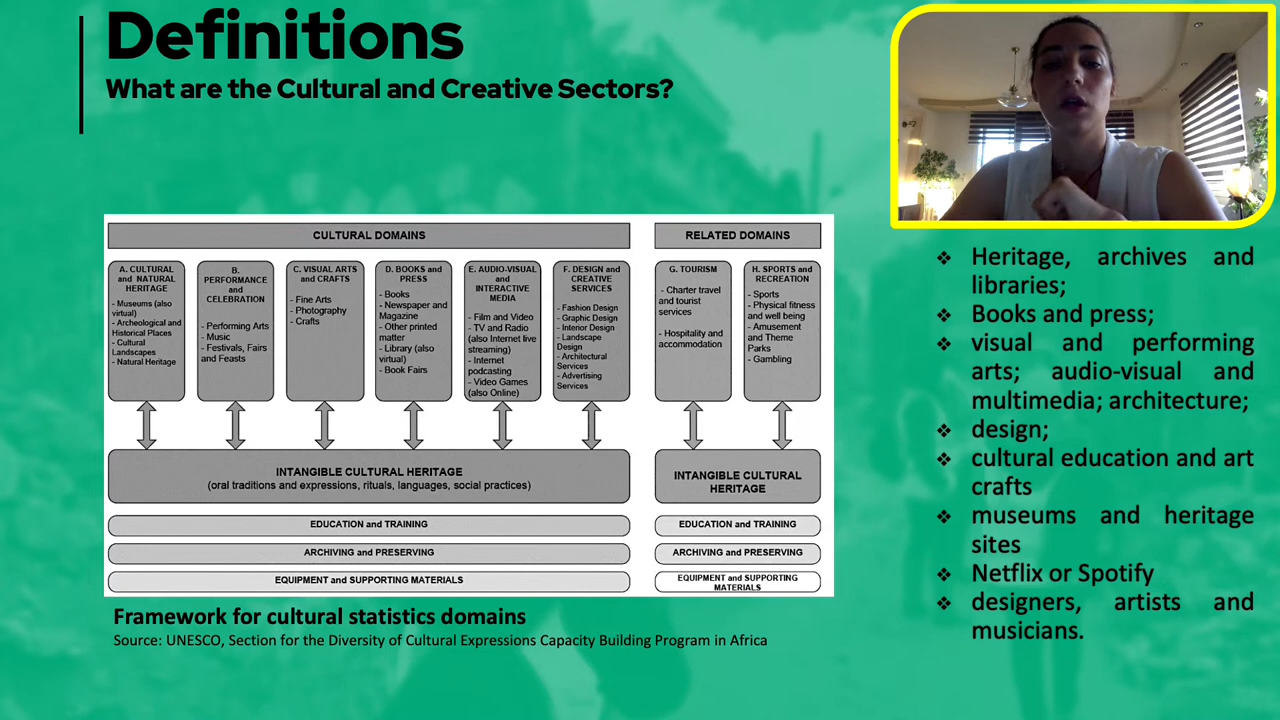 Definitions
What are the Cultural and Creative Sectors?
CULTURAL DOMAINS
A. CULTURAL
and NATURAL
HERITAGE
- Museums (also
virtual)
- Archeological and
Historical Places
- Cultural
Landscapes
- Natural Heritage
B.
PERFORMANCE
and
CELEBRATION
- Performing Arts
- Music
- Festivals, Fairs
and Feasts
C. VISUAL ARTS
and CRAFTS
- Fine Arts
- Photography
- Crafts
D. BOOKS and
PRESS
- Books
- Newspaper and
Magazine
- Other printed
matter
- Library (also
virtual)
- Book Fairs
E. AUDIO-VISUAL
and
INTERACTIVE
MEDIA
- Film and Video
- TV and Radio
(also Internet live
streaming)
- Internet
podcasting
- Video Games
(also Online)
F. DESIGN and
CREATIVE
SERVICES
- Fashion Design
- Graphic Design
- Interior Design
- Landscape
Design
- Architectural
Services
- Advertising
Services
INTANGIBLE CULTURAL HERITAGE
(oral traditions and expressions, rituals, languages, social practices)
EDUCATION and TRAINING
ARCHIVING and PRESERVING
EQUIPMENT and SUPPORTING MATERIALS
RELATED DOMAINS
G. TOURISM
- Charter travel
and tourist
services
- Hospitality and
accommodation
H. SPORTS and
RECREATION
- Sports
- Physical fitness
and well being
- Amusement
and Theme
Parks
- Gambling
INTANGIBLE CULTURAL
HERITAGE
EDUCATION and TRAINING
ARCHIVING and PRESERVING
EQUIPMENT and SUPPORTING
MATERIALS
Framework for cultural statistics domains
Source: UNESCO, Section for the Diversity of Cultural Expressions Capacity Building Program in Africa
❖ Heritage, archives and
libraries;
❖ Books and press;
❖ visual and performing
arts; audio-visual and
multimedia; architecture;
❖ design;
❖ cultural education and art
crafts
❖ museums and heritage
sites
❖ Netflix or Spotify
❖ designers, artists and
musicians.